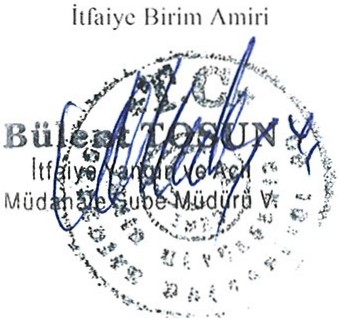 İtfaiye Birim Amiri
T.C.
Bülent TOSUN
İtfaiye Yangın ve Acil
Müdahale Şube Müdürü V.